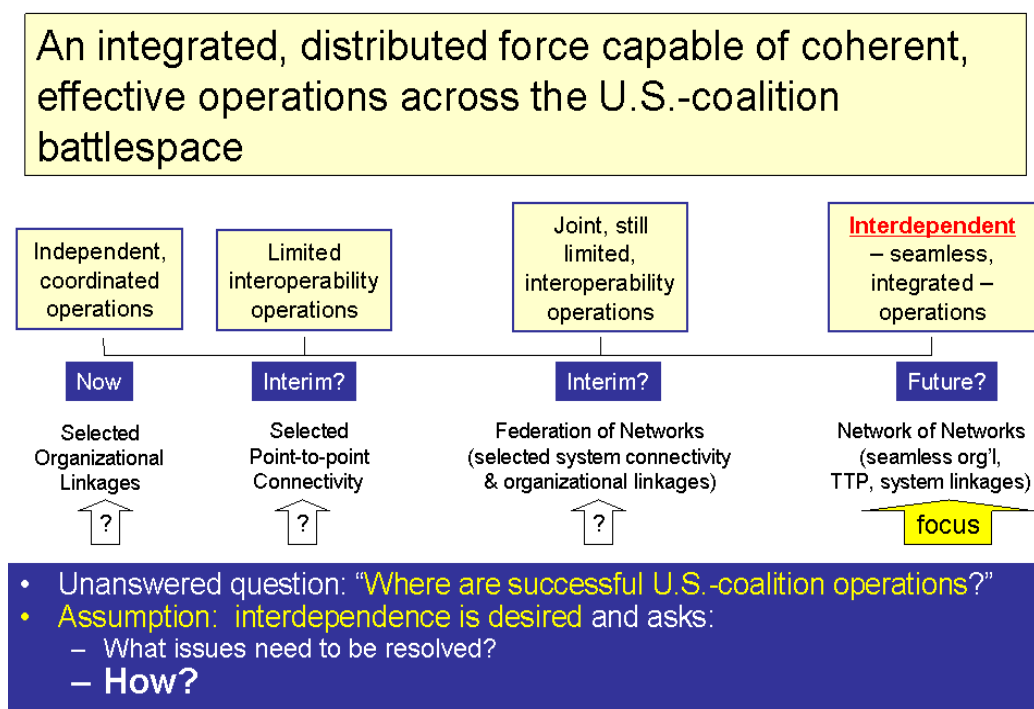 An integrated, distributed force capable of coherent,
effective operations across the U.S.-coalition
battlespace
Independent,
coordinated
operations
Limited
interoperability
operations
Joint, still
limited,
interoperability
operations
Interdependent
– seamless,
integrated –
operations
Now
Interim?
Interim?
Future?
Selected
Organizational
Linkages
Selected
Point-to-point
Connectivity
Federation of Networks
(selected system connectivity
& organizational linkages)
Network of Networks
(seamless org'l,
TTP, system linkages)
?
?
?
focus
• Unanswered question: “Where are successful U.S.-coalition operations?”
• Assumption: interdependence is desired and asks:
– What issues need to be resolved?
– How?